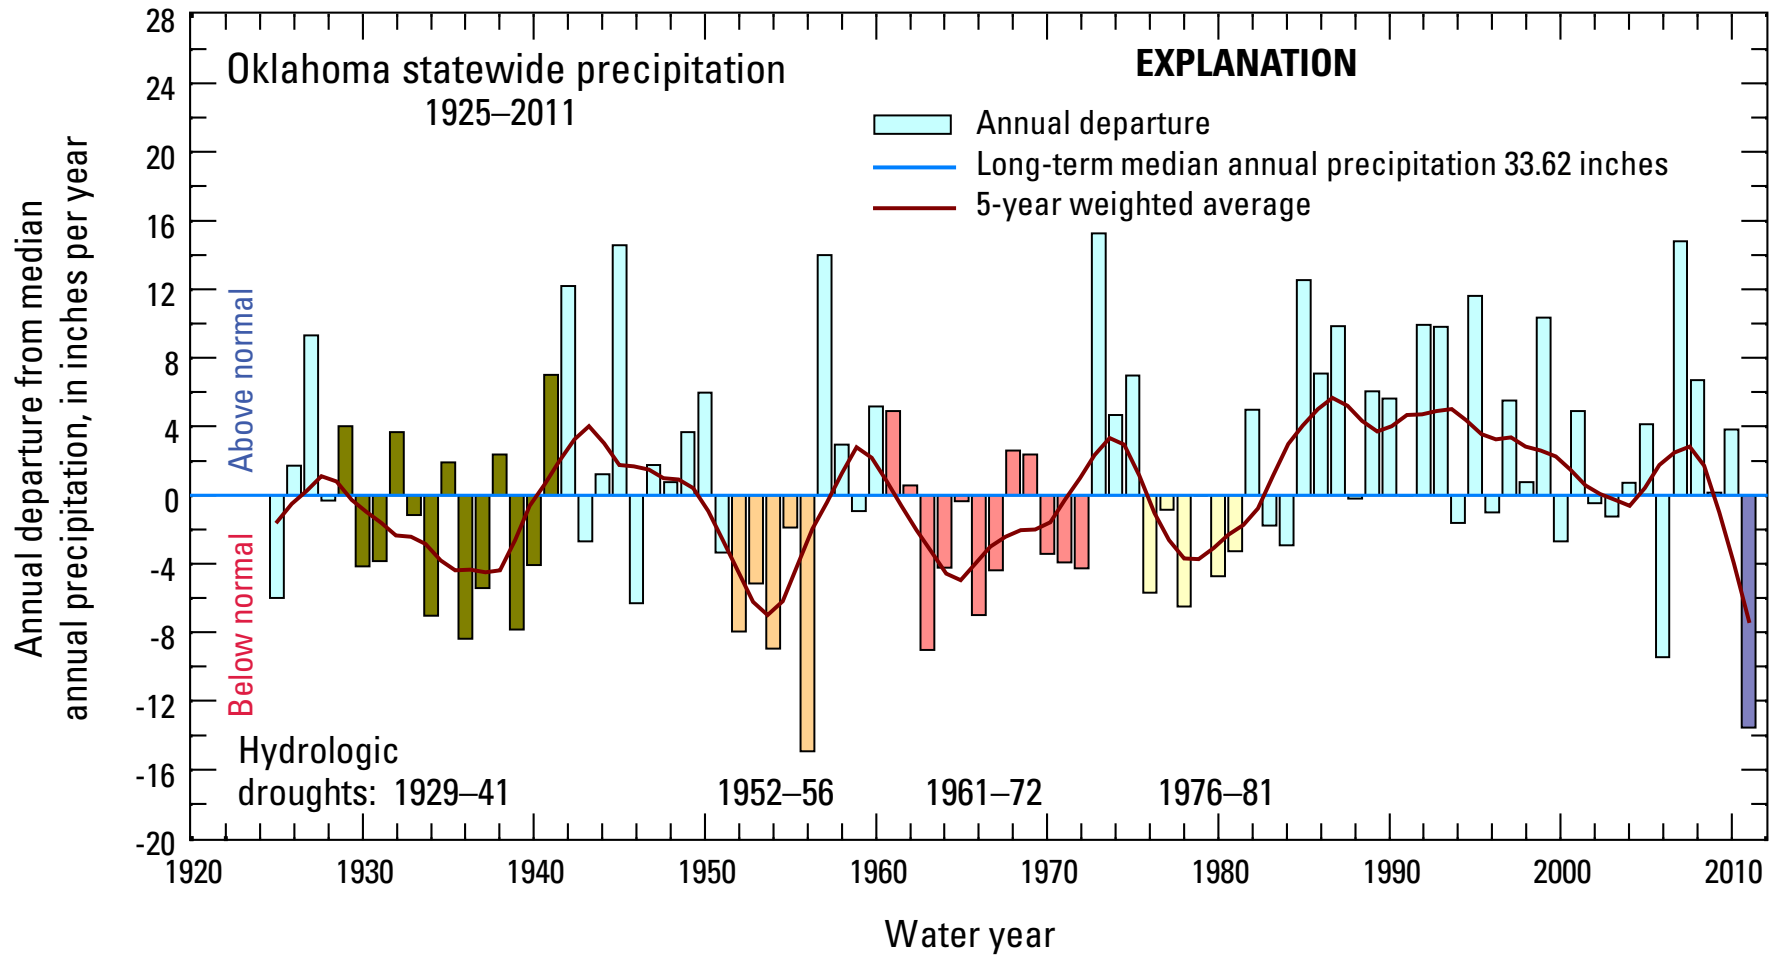 Oklahoma statewide precipitation
1925–2011
EXPLANATION
Annual departure
Long-term median annual precipitation 33.62 inches
5-year weighted average
Annual departure from median
annual precipitation, in inches per year
28
24
20
16
12
8
4
0
-4
-8
-12
-16
-20
Above normal
Below normal
Hydrologic
droughts: 1929–41 1952–56 1961–72 1976–81
1920 1930 1940 1950 1960 1970 1980 1990 2000 2010
Water year